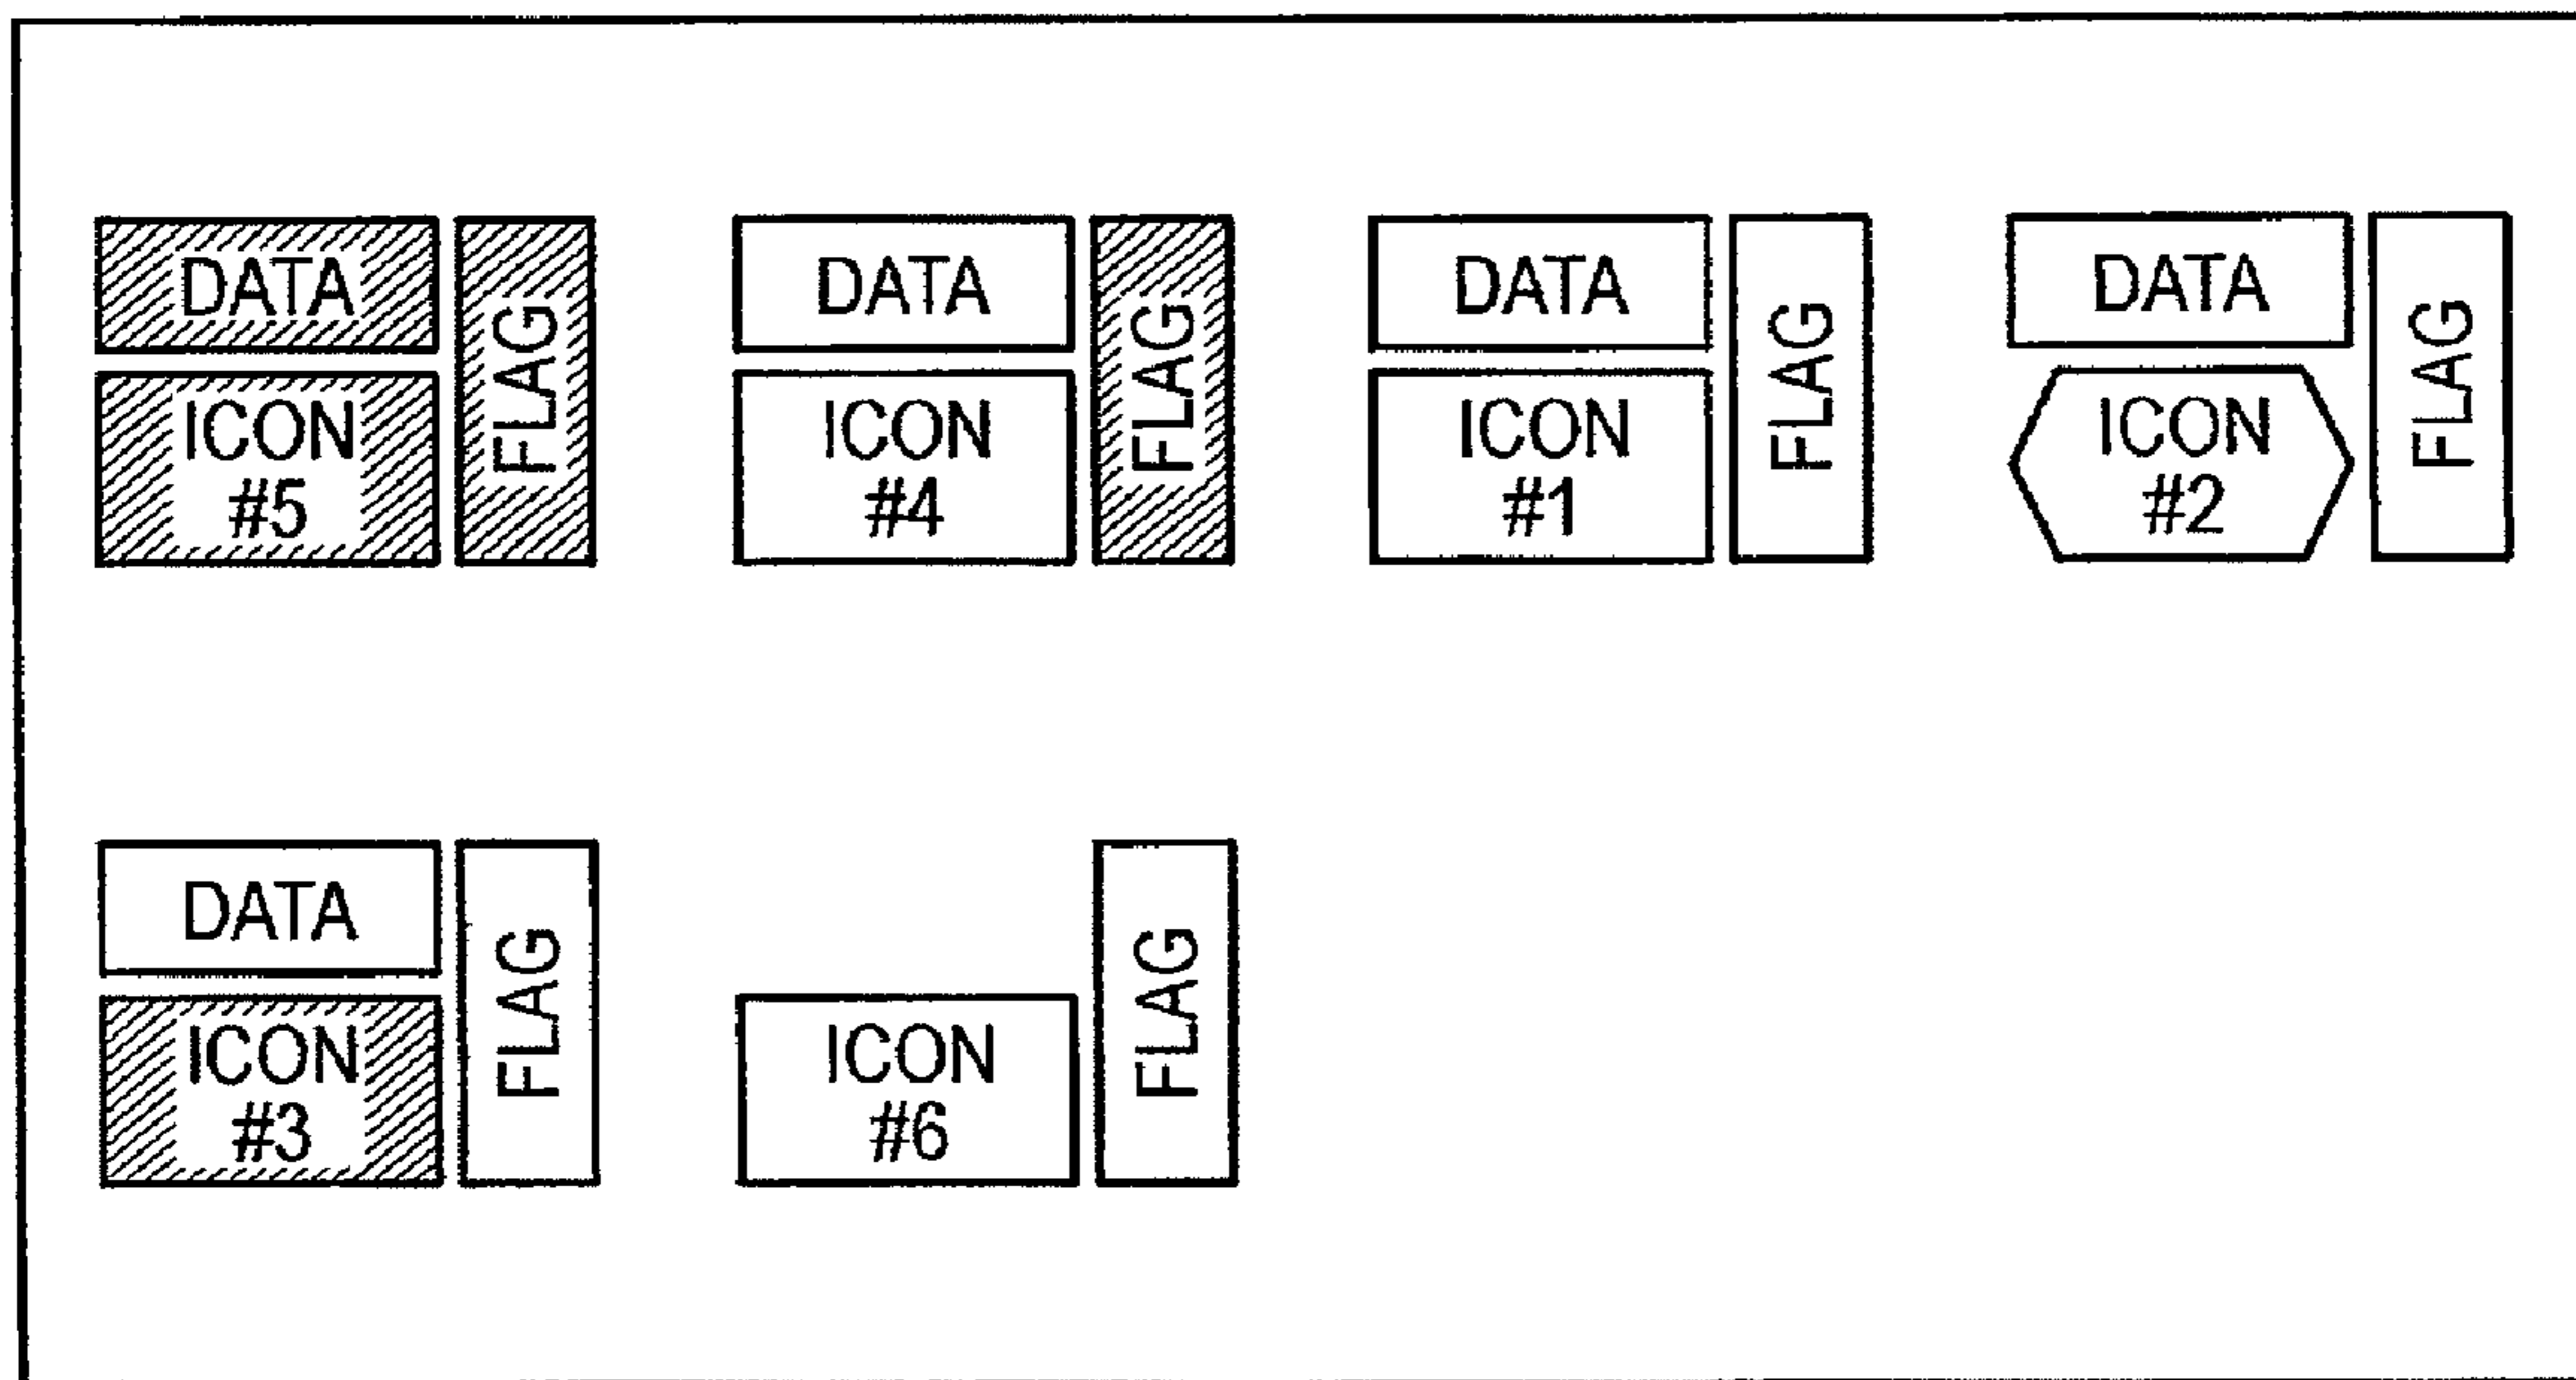 DATA
ICON
#5
FLAG
DATA
ICON
#4
FLAG
DATA
ICON
#1
FLAG
DATA
ICON
#2
FLAG
DATA
ICON
#3
FLAG
ICON
#6
FLAG